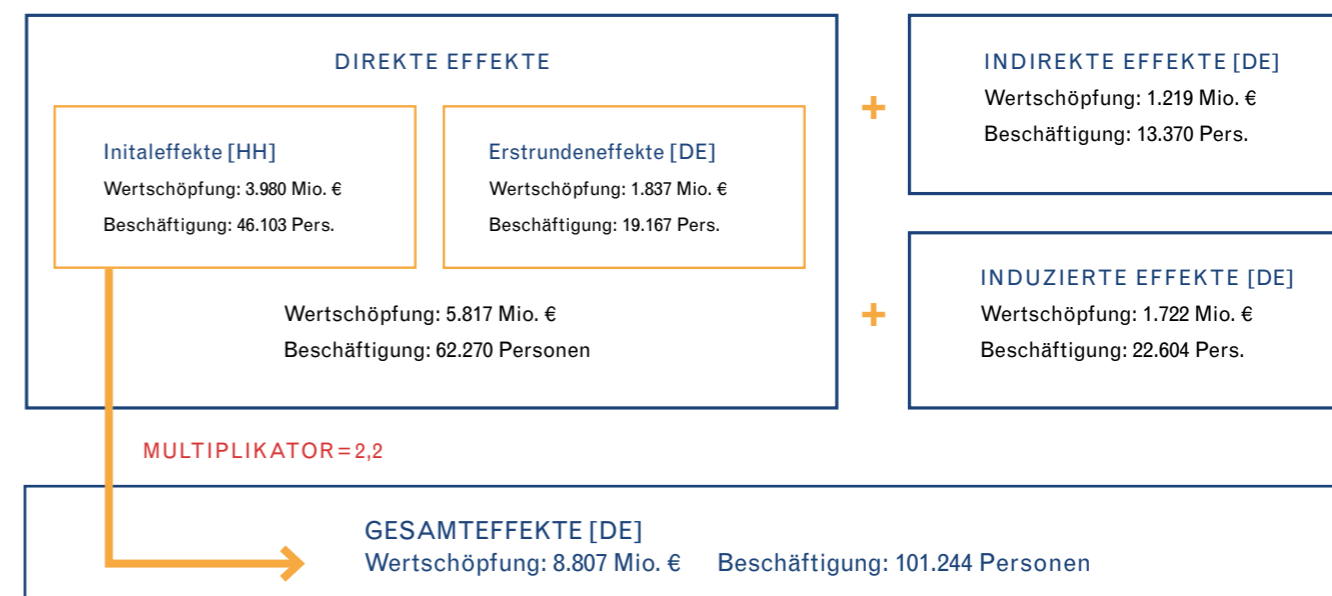 DIREKTE EFFEKTE
Initaleffekte [HH]
Wertschöpfung: 3.980 Mio. €
Beschäftigung: 46.103 Pers.
Erstrundeneffekte [DE]
Wertschöpfung: 1.837 Mio. €
Beschäftigung: 19.167 Pers.
Wertschöpfung: 5.817 Mio. €
Beschäftigung: 62.270 Personen
+
INDIREKTE EFFEKTE [DE]
Wertschöpfung: 1.219 Mio. €
Beschäftigung: 13.370 Pers.
+
INDUZIERTE EFFEKTE [DE]
Wertschöpfung: 1.722 Mio. €
Beschäftigung: 22.604 Pers.
MULTIPLIKATOR = 2,2
GESAMTEFFEKTE [DE]
Wertschöpfung: 8.807 Mio. € Beschäftigung: 101.244 Personen